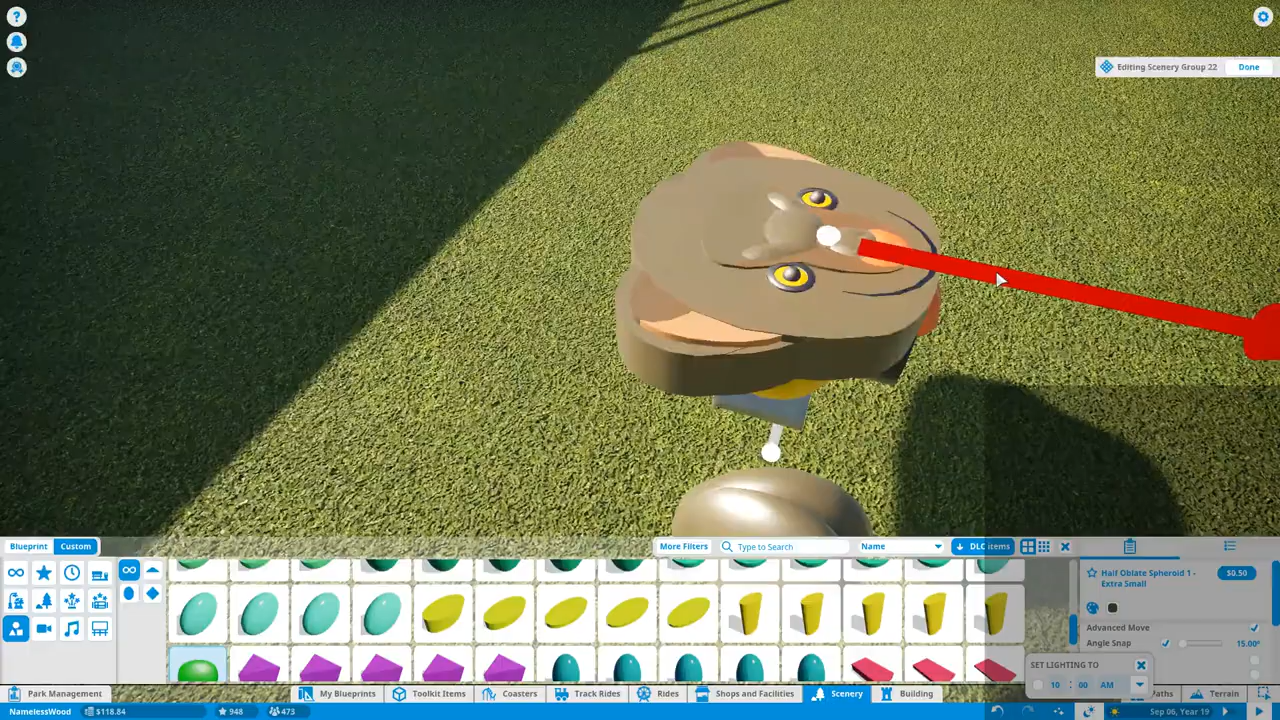 ?
Editing Scenery Group 22
Done
Blueprint
Custom
More Filters
Type to Search
Name
DLC items
Half Oblate Spheroid 1 -
Extra Small
$0.50
Advanced Move
Angle Snap
15.00°
SET LIGHTING TO
10 : 00 AM
Park Management
My Blueprints
Toolkit Items
Coasters
Track Rides
Rides
Shops and Facilities
Scenery
Building
Paths
Terrain
NamelessWood
$118.84
948
473
Sep 06, Year 19